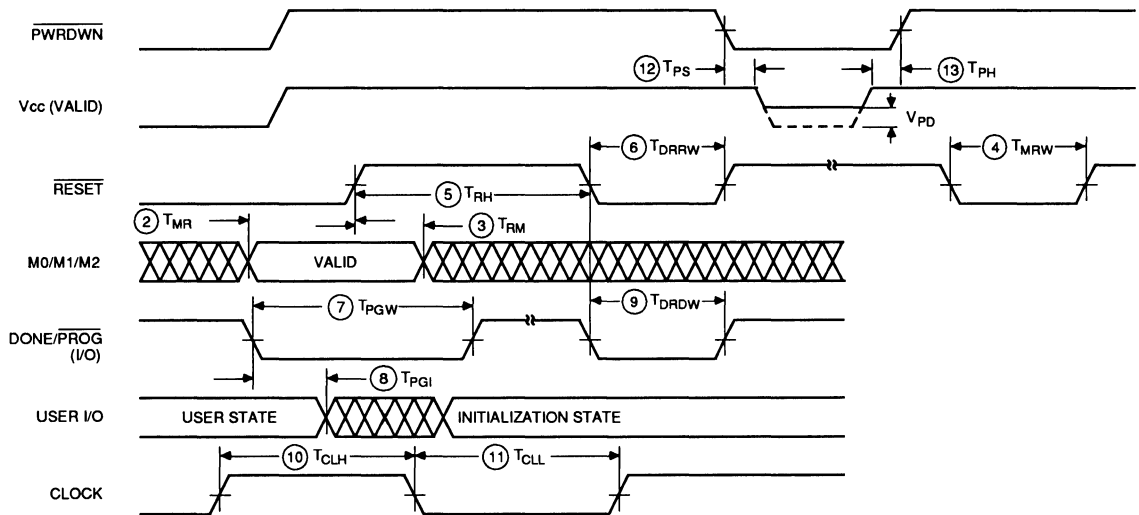 PWRDWN
12 TPS
13 TPH
Vcc (VALID)
VPD
6 TDRRW
4 TMRW
RESET
5 TRH
2 TMR
3 TRM
M0/M1/M2
VALID
7 TPGW
9 TDRDW
DONE/PROG
(I/O)
8 TPGI
USER I/O
USER STATE
INITIALIZATION STATE
10 TCLH
11 TCLL
CLOCK